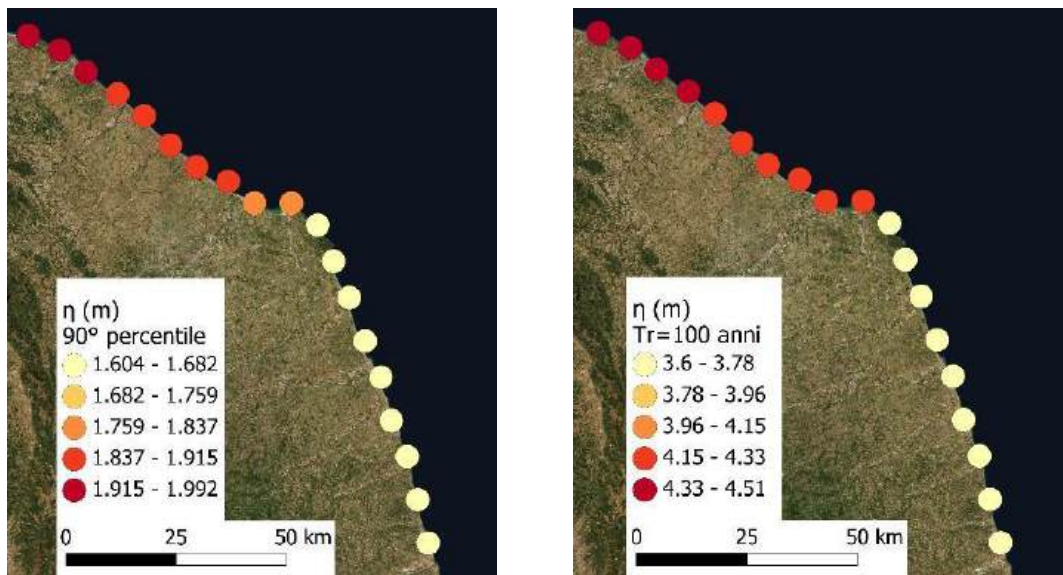 η (m)
90° percentile
1.604 - 1.682
1.682 - 1.759
1.759 - 1.837
1.837 - 1.915
1.915 - 1.992
0 25 50 km
η (m)
Tr=100 anni
3.6 - 3.78
3.78 - 3.96
3.96 - 4.15
4.15 - 4.33
4.33 - 4.51
0 25 50 km